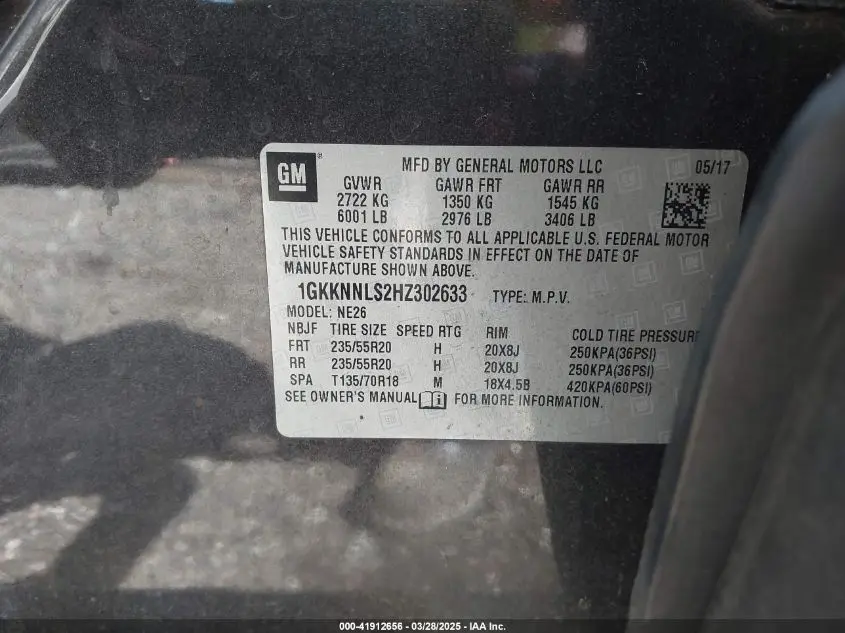 GM ® MFD BY GENERAL MOTORS LLC 05/17
GVWR GAWR FRT GAWR RR
2722 KG 1350 KG 1545 KG
6001 LB 2976 LB 3406 LB
THIS VEHICLE CONFORMS TO ALL APPLICABLE U.S. FEDERAL MOTOR
VEHICLE SAFETY STANDARDS IN EFFECT ON THE DATE OF
MANUFACTURE SHOWN ABOVE.
1GKKNNLS2HZ302633 TYPE: M.P.V.
MODEL: NE26
NBJF TIRE SIZE SPEED RTG RIM COLD TIRE PRESSUR
FRT 235/55R20 H 20X8J 250KPA(36PSI)
RR 235/55R20 H 20X8J 250KPA(36PSI)
SPA T135/70R18 M 18X4.5B 420KPA(60PSI)
SEE OWNER'S MANUAL FOR MORE INFORMATION.
000-41912656 - 03/28/2025 - IAA Inc.